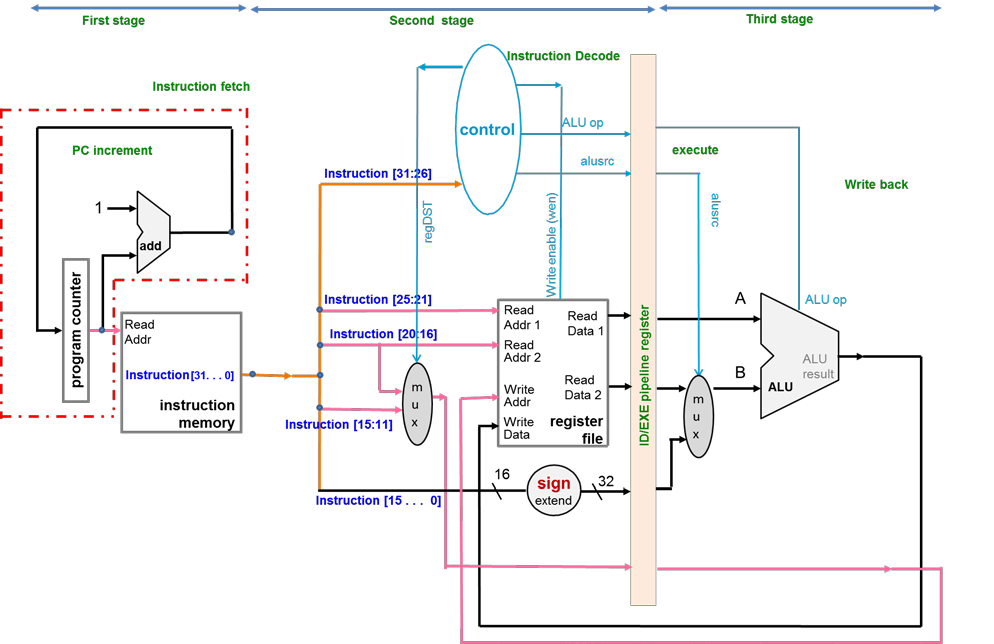 First stage
Second stage
Third stage
Instruction fetch
Instruction Decode
PC increment
control
ALU op
execute
alusrc
Write back
Instruction [31:26]
1
add
regDST
Write enable (wen)
alusrc
program counter
Read
Addr
Instruction[31. . . 0]
instruction
memory
Instruction [25:21]
Instruction [20:16]
Instruction [15:11]
Instruction [15 . . . 0]
m
u
x
Read
Addr 1
Read
Addr 2
Write
Addr
Write
Data
Read
Data 1
Read
Data 2
register
file
16
sign
extend
32
ID/EXE pipeline register
m
u
x
A
B
ALU op
ALU
result
ALU